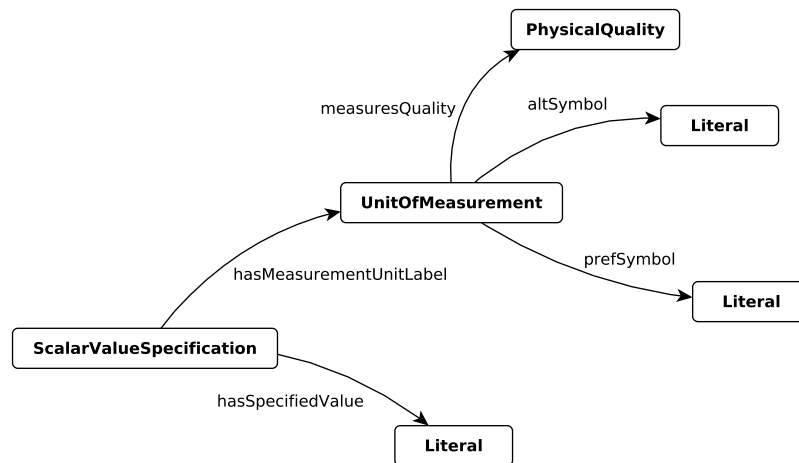 PhysicalQuality
measuresQuality
altSymbol
Literal
UnitOfMeasurement
prefSymbol
hasMeasurementUnitLabel
Literal
ScalarValueSpecification
hasSpecifiedValue
Literal